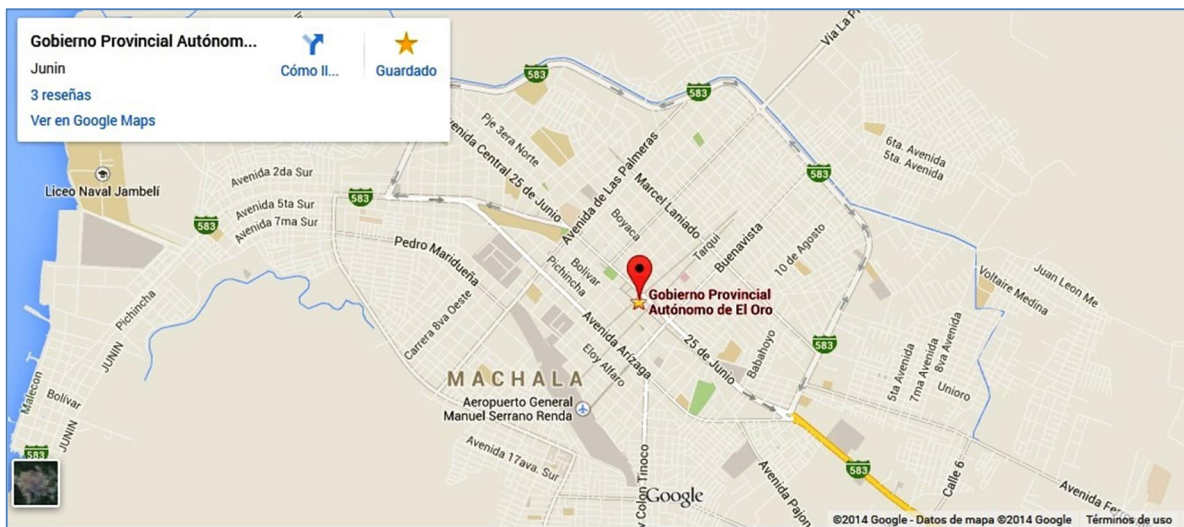 Gobierno Provincial Autónom...
Junin
3 reseñas
Ver en Google Maps
Cómo ll...
Guardado
Vía La
583
583
583
583
583
583
583
583
Liceo Naval Jambelí
Avenida 2da Sur
Avenida 5ta Sur
Avenida 7ma Sur
Pje 3era Norte
Avenida Central 25 de Junio
Avenida de Las Palmeras
Marcel Laniado
Boyaca
Tarqui
Buenavista
10 de Agosto
6ta. Avenida
5ta. Avenida
Juan Leon Me
Voltaire Medina
Pedro Maridueña
Bolivar
Pichincha
Gobierno Provincial
Autónomo de El Oro
Carrera 8va Oeste
Avenida Arízaga
Eloy Alfaro
25 de Junio
Babahoyo
5ta Avenida
7ma Avenida
8va Avenida
Unioro
Pichincha
JUNIN
Malecon
Bolívar
JUNIN
MACHALA
Aeropuerto General
Manuel Serrano Renda
Avenida 17ava. Sur
Colon Tinoco
Avenida Pajon
Calle 6
Avenida
Google
©2014 Google - Datos de mapa ©2014 Google
Términos de uso